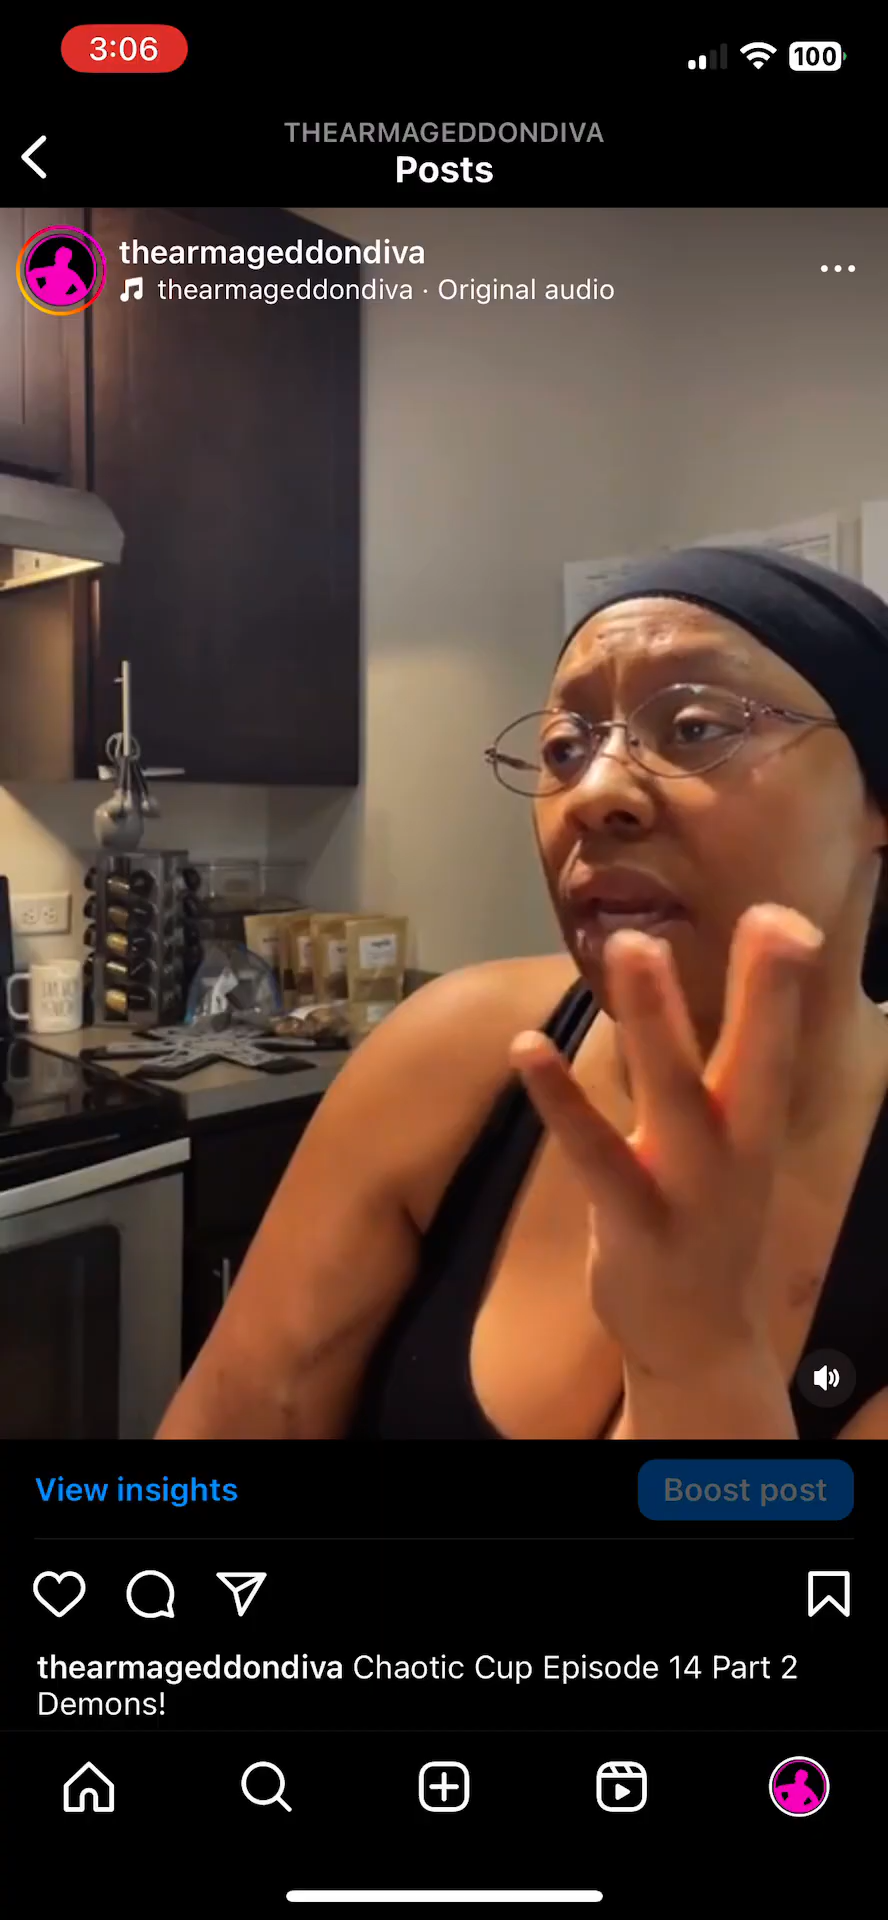 3:06
100
THEARMAGEDDONDIVA
Posts
thearmageddondiva
thearmageddondiva · Original audio
View insights
Boost post
thearmageddondiva Chaotic Cup Episode 14 Part 2
Demons!